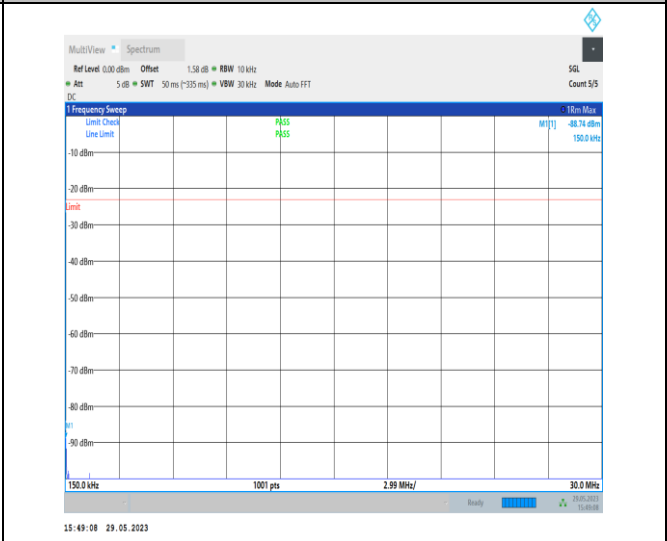 MultiView Spectrum
Ref Level 0.00 dBm Offset 1.58 dB RBW 10 kHz SGL
Att 5 dB SWT 50 ms (~335 ms) VBW 30 kHz Mode Auto FFT Count 5/5
DC
1 Frequency Sweep 1Rm Max
Limit Check PASS M1[1] -88.74 dBm
Line Limit PASS 150.0 kHz
-10 dBm
-20 dBm
Limit
-30 dBm
-40 dBm
-50 dBm
-60 dBm
-70 dBm
-80 dBm
M1
-90 dBm
150.0 kHz 1001 pts 2.99 MHz/ 30.0 MHz
Ready 29.05.2023
15:49:08
15:49:08 29.05.2023